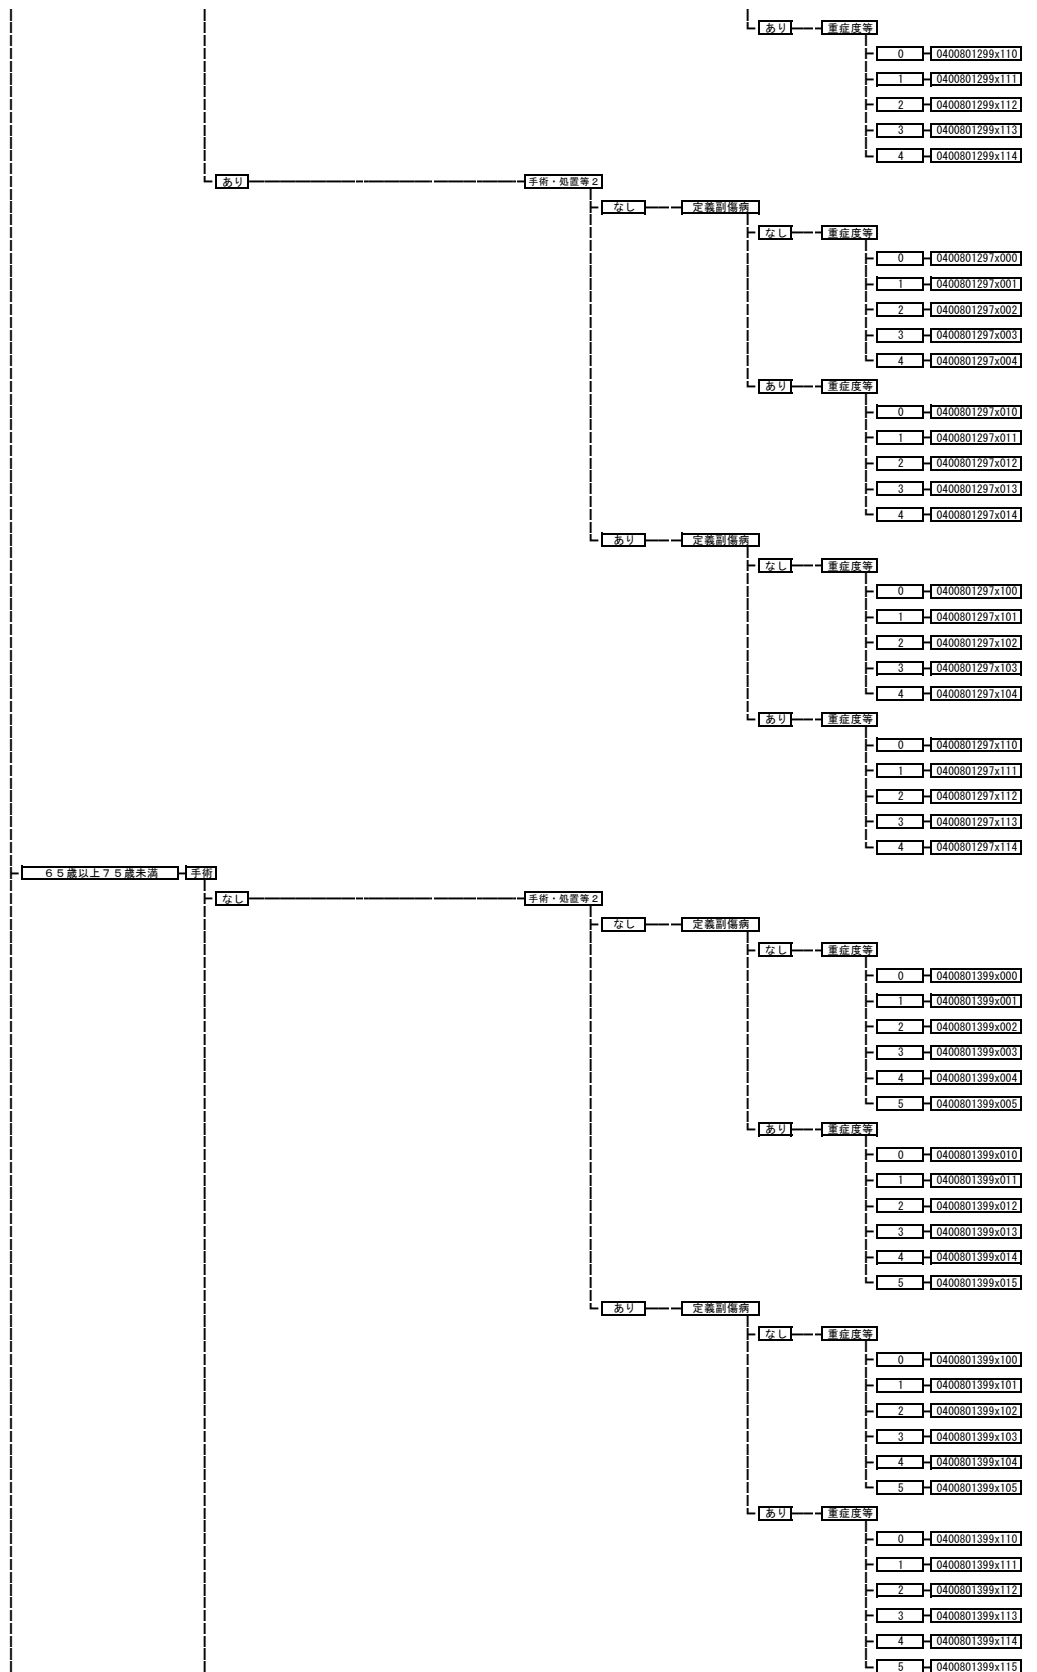 あり 重症度等
0 0400801299x110
1 0400801299x111
2 0400801299x112
3 0400801299x113
4 0400801299x114
あり 手術・処置等２
なし 定義副傷病
なし 重症度等
0 0400801297x000
1 0400801297x001
2 0400801297x002
3 0400801297x003
4 0400801297x004
あり 重症度等
0 0400801297x010
1 0400801297x011
2 0400801297x012
3 0400801297x013
4 0400801297x014
あり 定義副傷病
なし 重症度等
0 0400801297x100
1 0400801297x101
2 0400801297x102
3 0400801297x103
4 0400801297x104
あり 重症度等
0 0400801297x110
1 0400801297x111
2 0400801297x112
3 0400801297x113
4 0400801297x114
６５歳以上７５歳未満 手術
なし 手術・処置等２
なし 定義副傷病
なし 重症度等
0 0400801399x000
1 0400801399x001
2 0400801399x002
3 0400801399x003
4 0400801399x004
5 0400801399x005
あり 重症度等
0 0400801399x010
1 0400801399x011
2 0400801399x012
3 0400801399x013
4 0400801399x014
5 0400801399x015
あり 定義副傷病
なし 重症度等
0 0400801399x100
1 0400801399x101
2 0400801399x102
3 0400801399x103
4 0400801399x104
5 0400801399x105
あり 重症度等
0 0400801399x110
1 0400801399x111
2 0400801399x112
3 0400801399x113
4 0400801399x114
5 0400801399x115